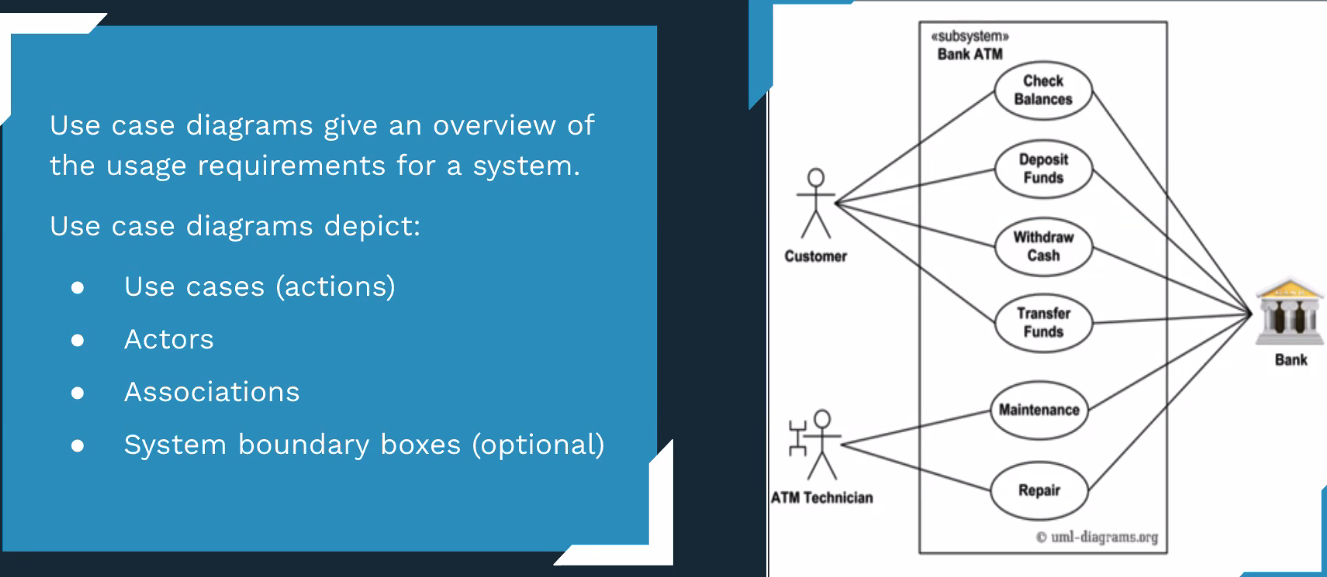 Use case diagrams give an overview of
the usage requirements for a system.
Use case diagrams depict:
● Use cases (actions)
● Actors
● Associations
● System boundary boxes (optional)
«subsystem»
Bank ATM
Check
Balances
Deposit
Funds
Withdraw
Cash
Transfer
Funds
Maintenance
Repair
Customer
ATM Technician
Bank
© uml-diagrams.org